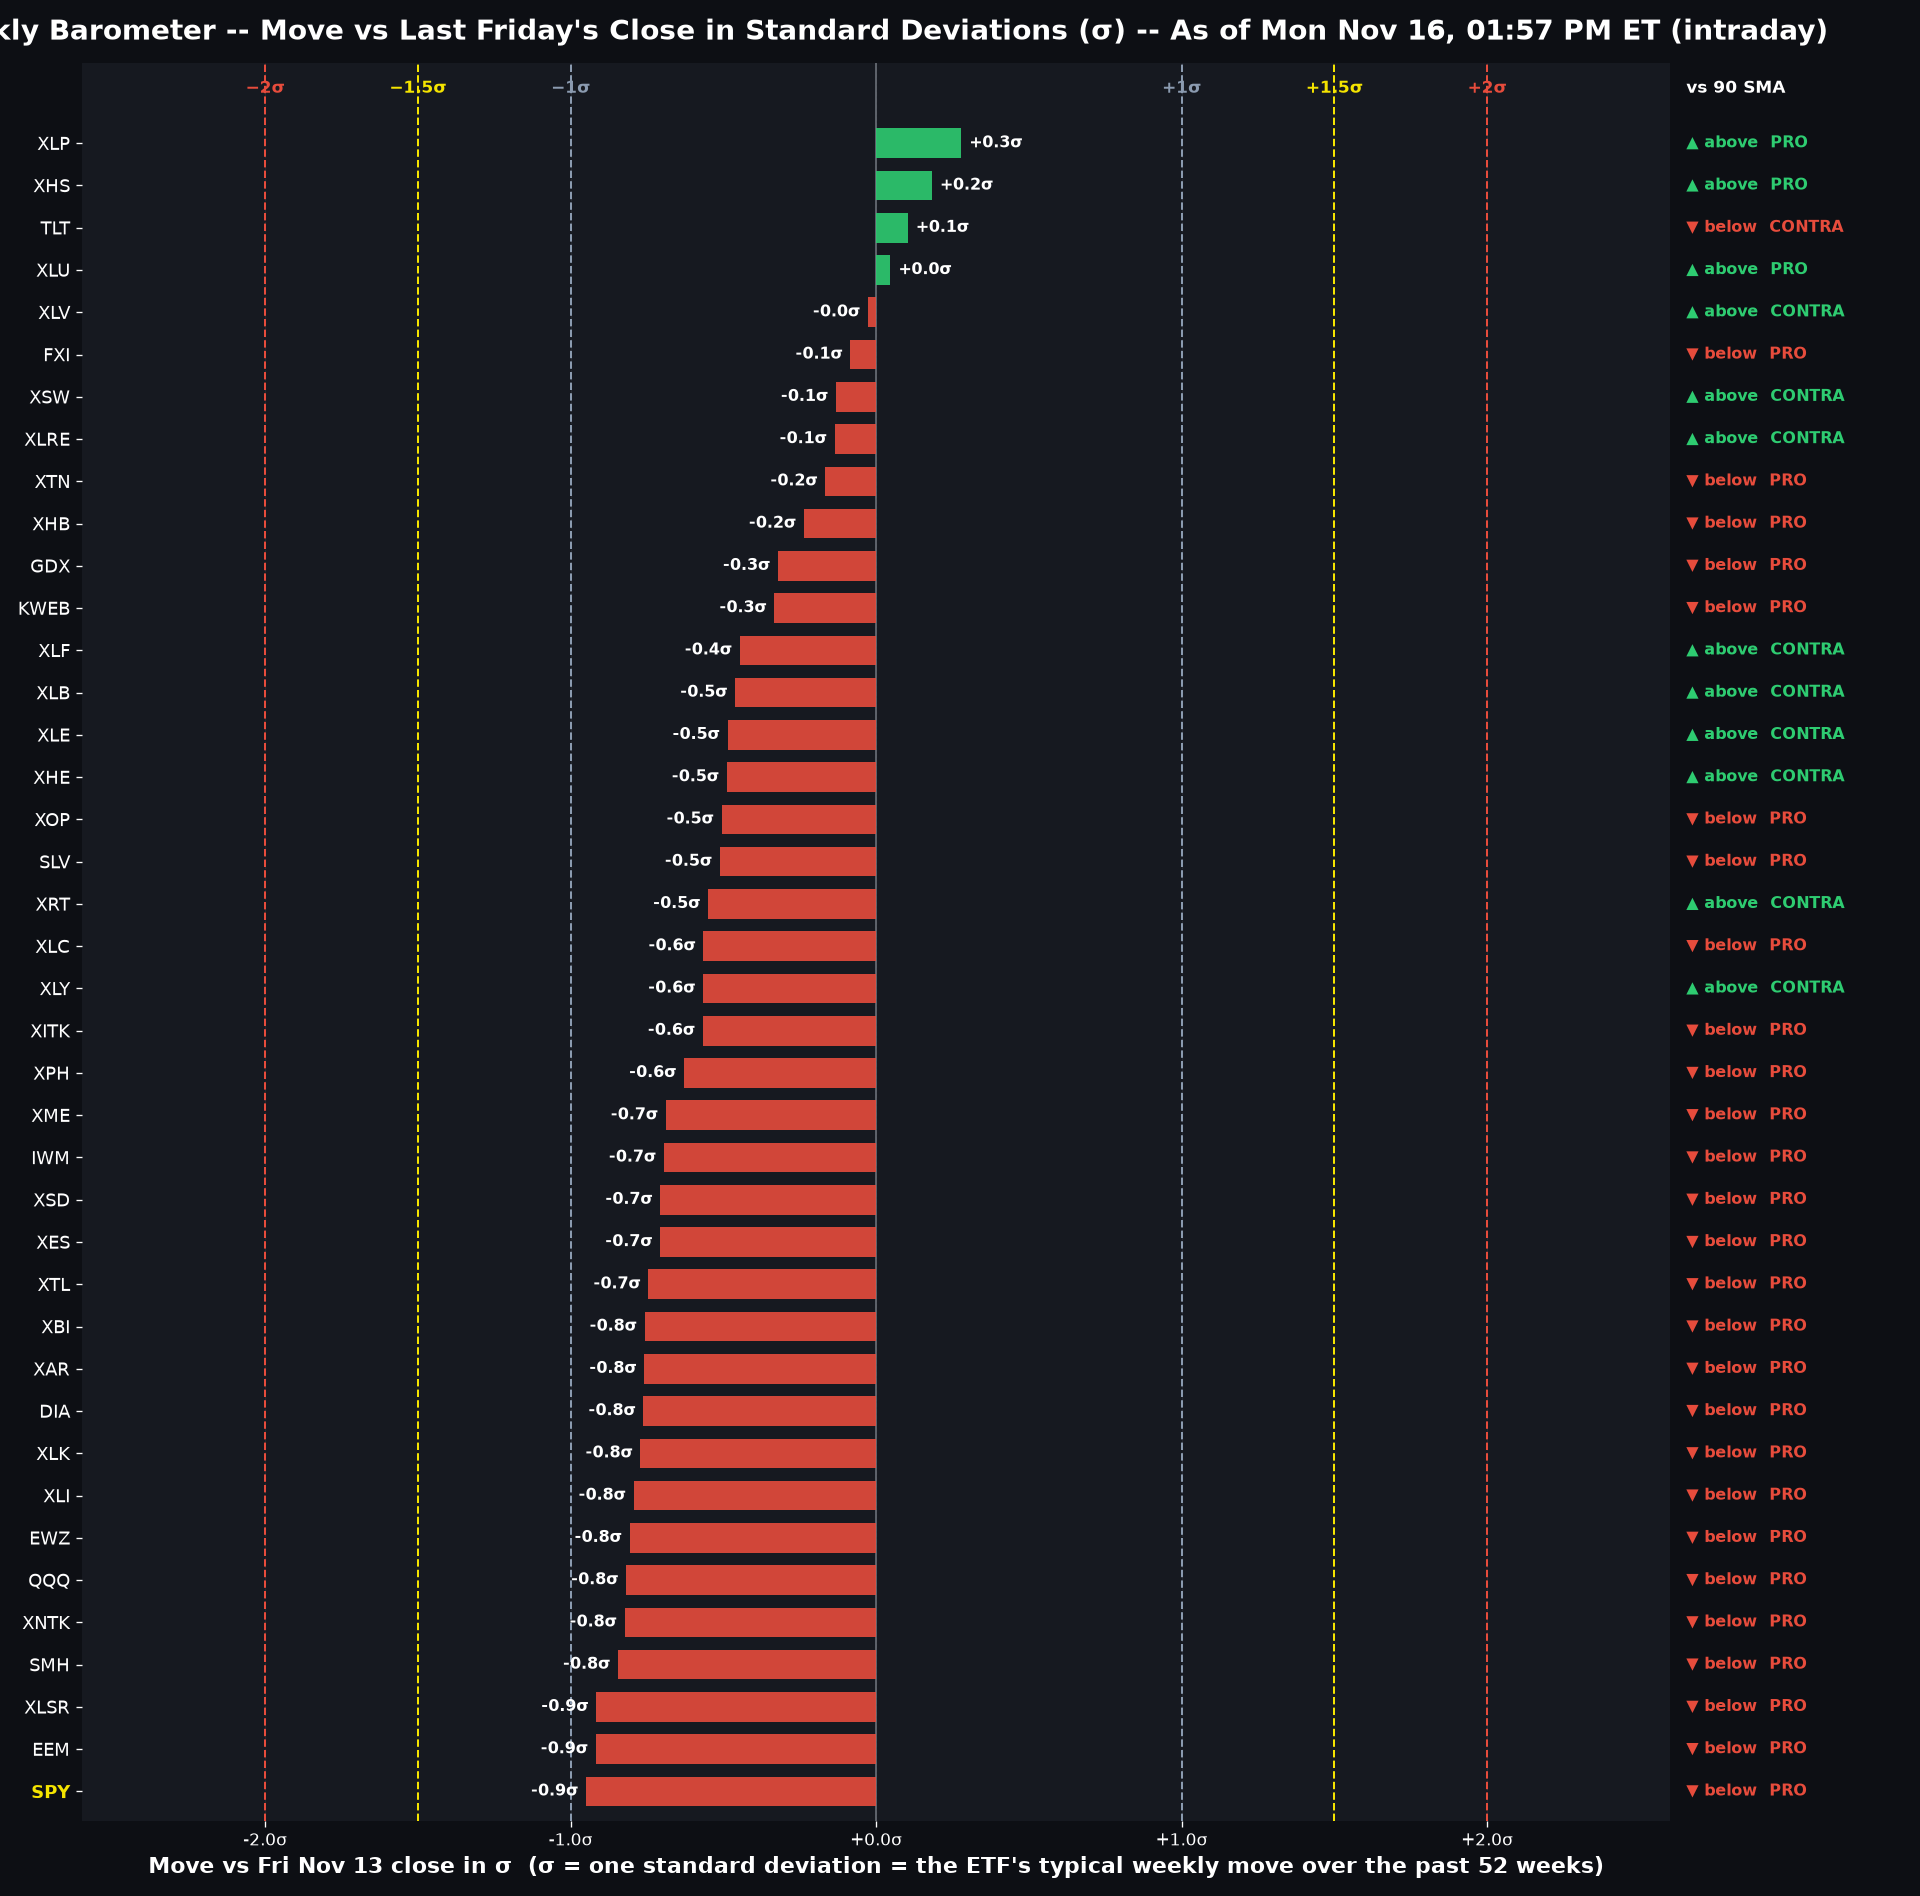 kly Barometer -- Move vs Last Friday's Close in Standard Deviations (σ) -- As of Mon Nov 16, 01:57 PM ET (intraday)
−2σ −1.5σ −1σ +1σ +1.5σ +2σ vs 90 SMA
XLP +0.3σ ▲ above PRO
XHS +0.2σ ▲ above PRO
TLT +0.1σ ▼ below CONTRA
XLU +0.0σ ▲ above PRO
XLV -0.0σ ▲ above CONTRA
FXI -0.1σ ▼ below PRO
XSW -0.1σ ▲ above CONTRA
XLRE -0.1σ ▲ above CONTRA
XTN -0.2σ ▼ below PRO
XHB -0.2σ ▼ below PRO
GDX -0.3σ ▼ below PRO
KWEB -0.3σ ▼ below PRO
XLF -0.4σ ▲ above CONTRA
XLB -0.5σ ▲ above CONTRA
XLE -0.5σ ▲ above CONTRA
XHE -0.5σ ▲ above CONTRA
XOP -0.5σ ▼ below PRO
SLV -0.5σ ▼ below PRO
XRT -0.5σ ▲ above CONTRA
XLC -0.6σ ▼ below PRO
XLY -0.6σ ▲ above CONTRA
XITK -0.6σ ▼ below PRO
XPH -0.6σ ▼ below PRO
XME -0.7σ ▼ below PRO
IWM -0.7σ ▼ below PRO
XSD -0.7σ ▼ below PRO
XES -0.7σ ▼ below PRO
XTL -0.7σ ▼ below PRO
XBI -0.8σ ▼ below PRO
XAR -0.8σ ▼ below PRO
DIA -0.8σ ▼ below PRO
XLK -0.8σ ▼ below PRO
XLI -0.8σ ▼ below PRO
EWZ -0.8σ ▼ below PRO
QQQ -0.8σ ▼ below PRO
XNTK -0.8σ ▼ below PRO
SMH -0.8σ ▼ below PRO
XLSR -0.9σ ▼ below PRO
EEM -0.9σ ▼ below PRO
SPY -0.9σ ▼ below PRO
-2.0σ -1.0σ +0.0σ +1.0σ +2.0σ
Move vs Fri Nov 13 close in σ (σ = one standard deviation = the ETF's typical weekly move over the past 52 weeks)